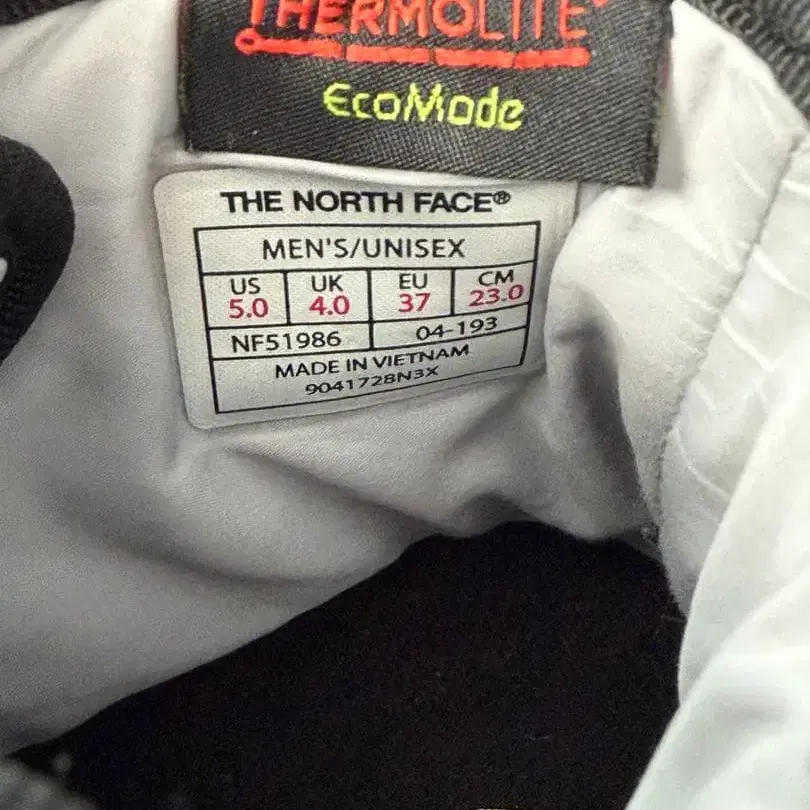 THERMOLITE
EcoMade
THE NORTH FACE®
MEN'S/UNISEX
US UK EU CM
5.0 4.0 37 23.0
NF51986 04-193
MADE IN VIETNAM
9041728N3X